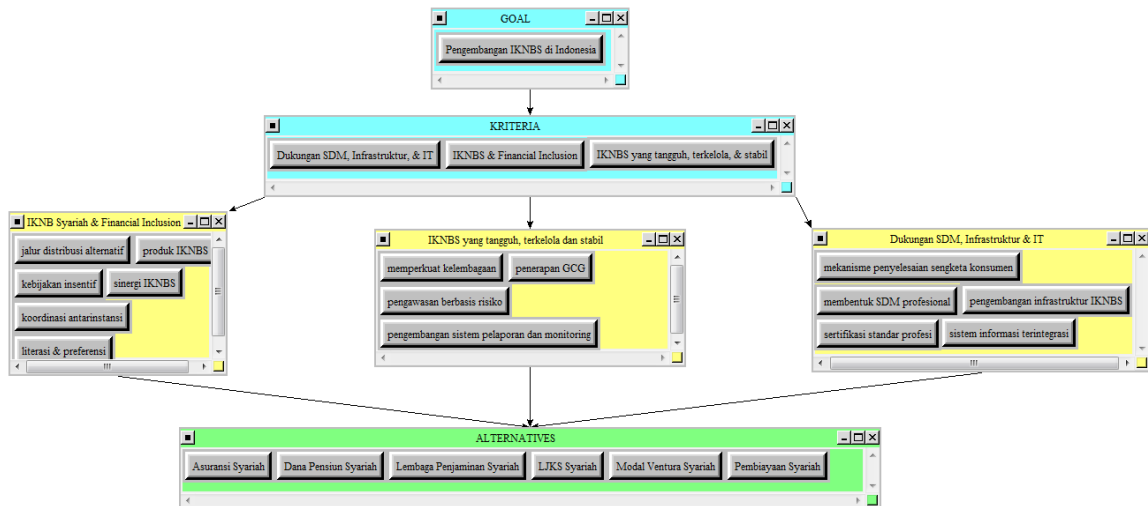 GOAL
Pengembangan IKNBS di Indonesia
KRITERIA
Dukungan SDM, Infrastruktur, & IT
IKNBS & Financial Inclusion
IKNBS yang tangguh, terkelola, & stabil
IKNB Syariah & Financial Inclusion
jalur distribusi alternatif
produk IKNBS
kebijakan insentif
sinergi IKNBS
koordinasi antarinstansi
literasi & preferensi
IKNBS yang tangguh, terkelola dan stabil
memperkuat kelembagaan
penerapan GCG
pengawasan berbasis risiko
pengembangan sistem pelaporan dan monitoring
Dukungan SDM, Infrastruktur & IT
mekanisme penyelesaian sengketa konsumen
membentuk SDM profesional
pengembangan infrastruktur IKNBS
sertifikasi standar profesi
sistem informasi terintegrasi
ALTERNATIVES
Asuransi Syariah
Dana Pensiun Syariah
Lembaga Penjaminan Syariah
LJKS Syariah
Modal Ventura Syariah
Pembiayaan Syariah